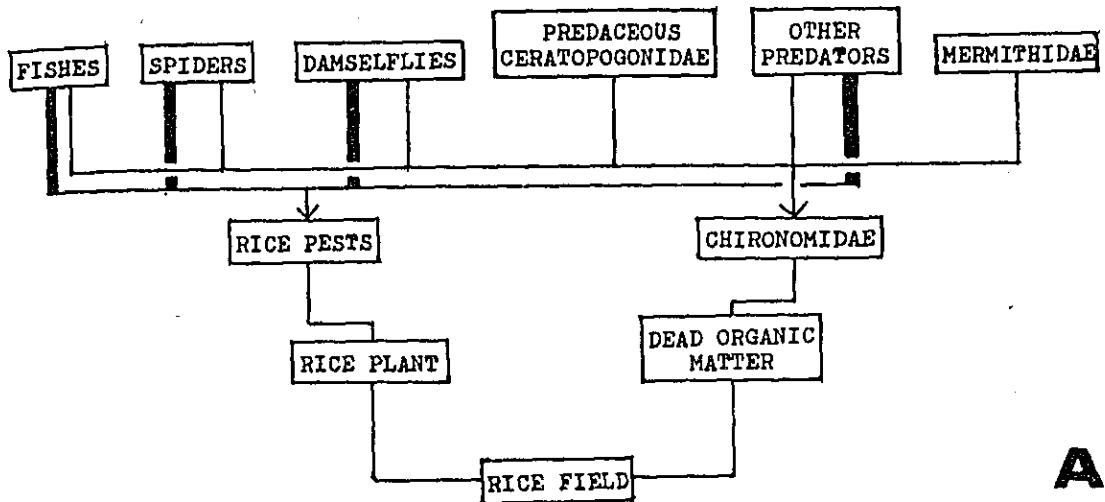 FISHES
SPIDERS
DAMSELFLIES
PREDACEOUS
CERATOPOGONIDAE
OTHER
PREDATORS
MERMITHIDAE
RICE PESTS
CHIRONOMIDAE
RICE PLANT
DEAD ORGANIC
MATTER
RICE FIELD
A